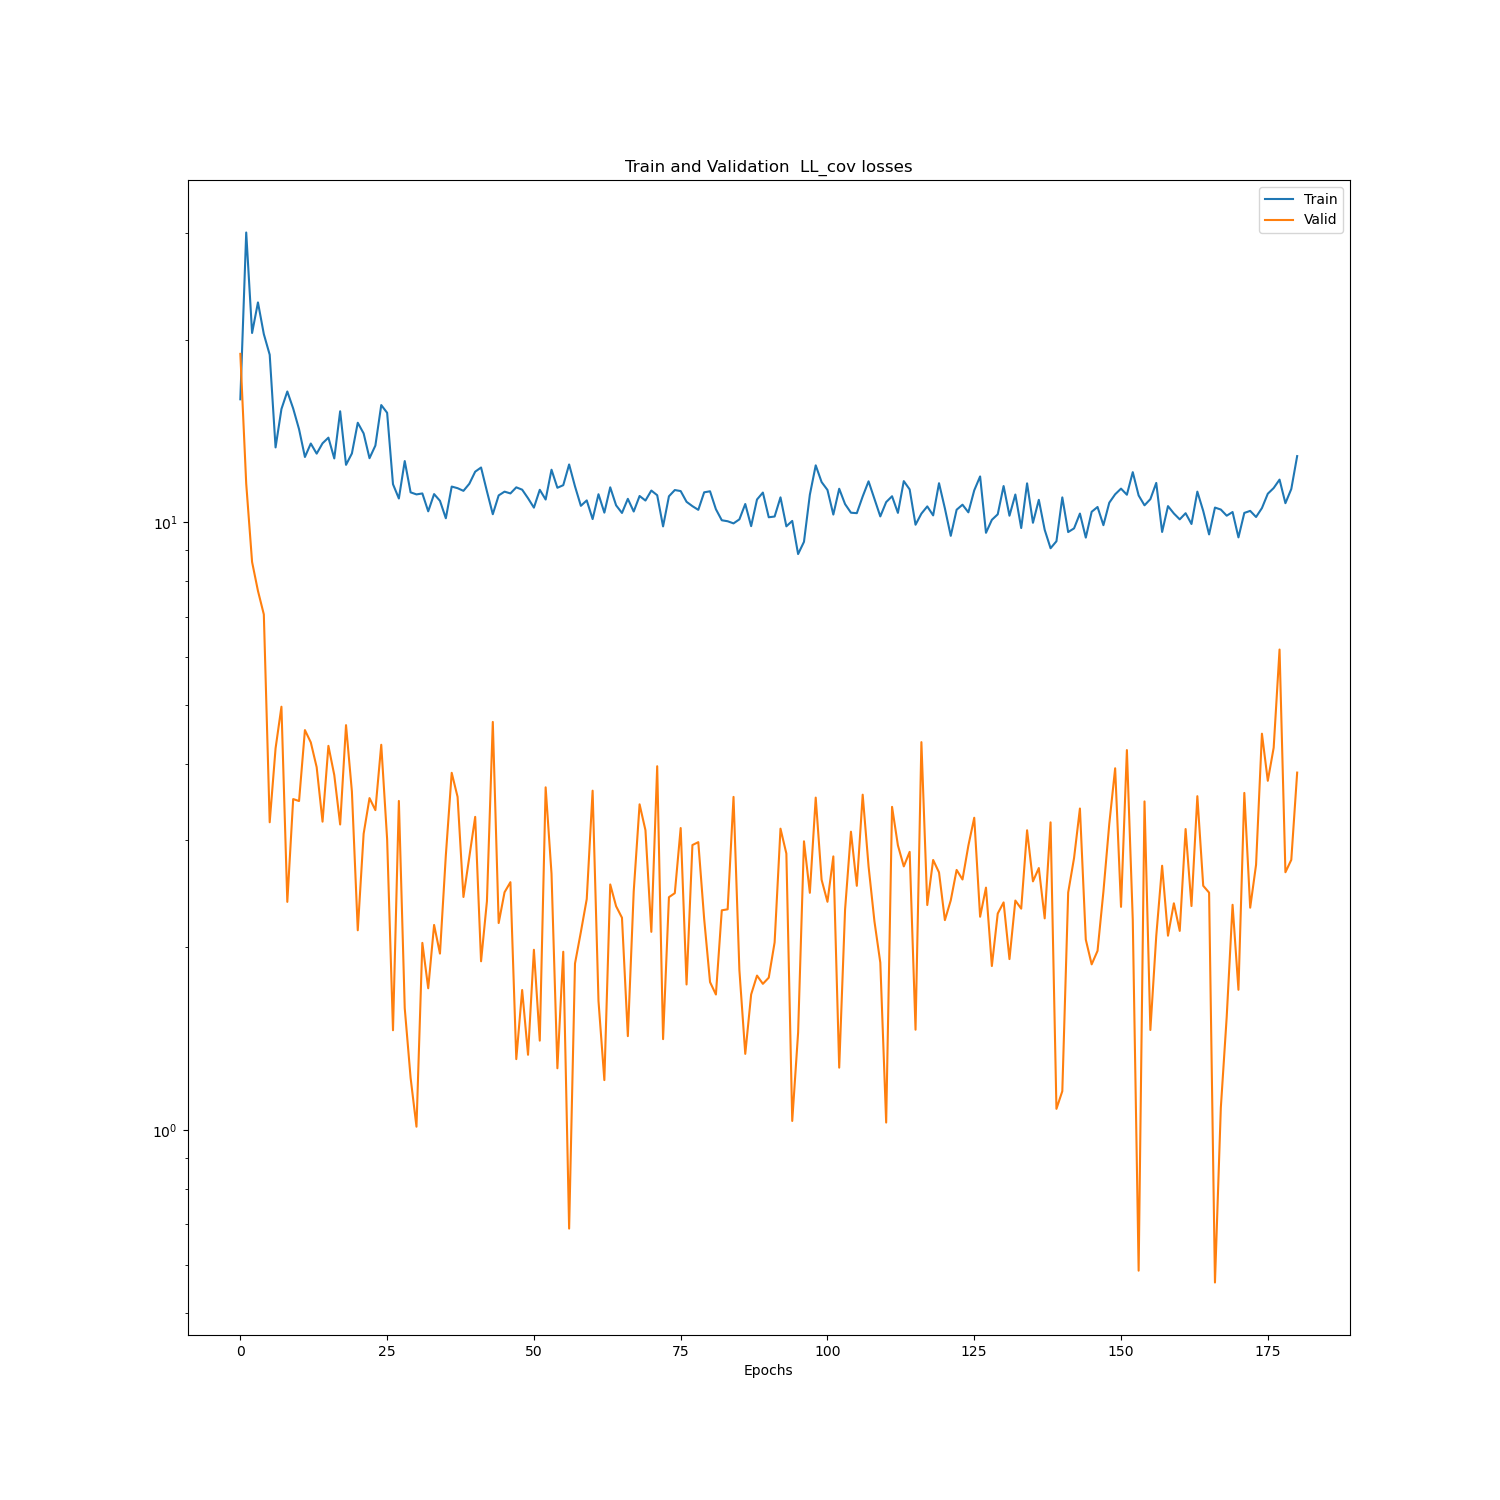 Train and Validation  LL_cov losses
Train
Valid
10¹
10⁰
0 25 50 75 100 125 150 175
Epochs